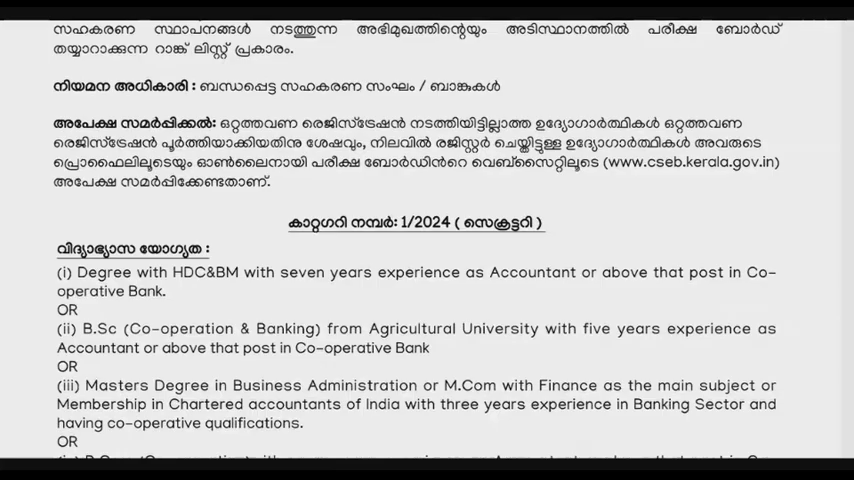 സഹകരണ സ്ഥാപനങ്ങൾ നടത്തുന്ന അഭിമുഖത്തിന്റെയും അടിസ്ഥാനത്തിൽ പരീക്ഷ ബോർഡ്
തയ്യാറാക്കുന്ന റാങ്ക് ലിസ്റ്റ് പ്രകാരം.
നിയമന അധികാരി : ബന്ധപ്പെട്ട സഹകരണ സംഘം / ബാങ്കുകൾ
അപേക്ഷ സമർപ്പിക്കൽ: ഒറ്റത്തവണ രെജിസ്ട്രേഷൻ നടത്തിയിട്ടില്ലാത്ത ഉദ്യോഗാർത്ഥികൾ ഒറ്റത്തവണ
രെജിസ്ട്രേഷൻ പൂർത്തിയാക്കിയതിനു ശേഷവും, നിലവിൽ രജിസ്റ്റർ ചെയ്തിട്ടുള്ള ഉദ്യോഗാർത്ഥികൾ അവരുടെ
പ്രൊഫൈലിലൂടെയും ഓൺലൈനായി പരീക്ഷ ബോർഡിൻറെ വെബ്സൈറ്റിലൂടെ (www.cseb.kerala.gov.in)
അപേക്ഷ സമർപ്പിക്കേണ്ടതാണ്.
കാറ്റഗറി നമ്പർ: 1/2024 ( സെക്രട്ടറി )
വിദ്യാഭ്യാസ യോഗ്യത :
(i) Degree with HDC&BM with seven years experience as Accountant or above that post in Co-
operative Bank.
OR
(ii) B.Sc (Co-operation & Banking) from Agricultural University with five years experience as
Accountant or above that post in Co-operative Bank
OR
(iii) Masters Degree in Business Administration or M.Com with Finance as the main subject or
Membership in Chartered accountants of India with three years experience in Banking Sector and
having co-operative qualifications.
OR